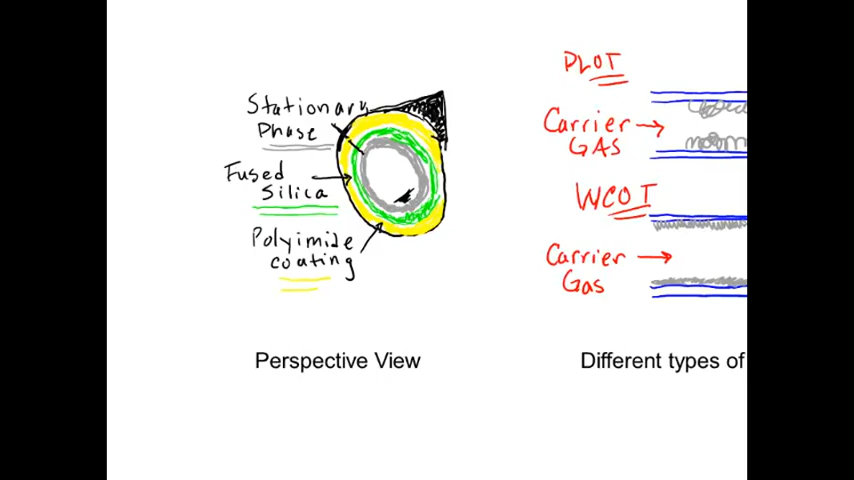 Stationary
Phase
Fused
Silica
Polyimide
coating
Perspective View
PLOT
Carrier
GAS
WCOT
Carrier
Gas
Different types of